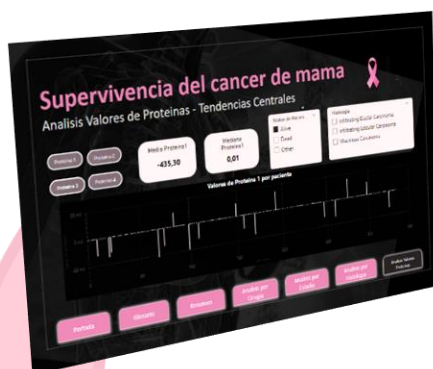 Supervivencia del cancer de mama
Analisis Valores de Proteinas - Tendencias Centrales
Proteina 1
Proteina 2
Proteina 3
Proteina 4
Media Proteina1
-435,30
Mediana
Proteina1
0,01
Alive
Dead
Other
Histologia
Infiltrating Ductal Carcinoma
Infiltrating Lobular Carcinoma
Mucinous Carcinoma
Valores de Proteina 1 por paciente
Portada
Glosario
Resumen
Analisis por
Cirugia
Analisis por
Estadio
Analisis por
Histologia
Analisis Valores
Proteinas